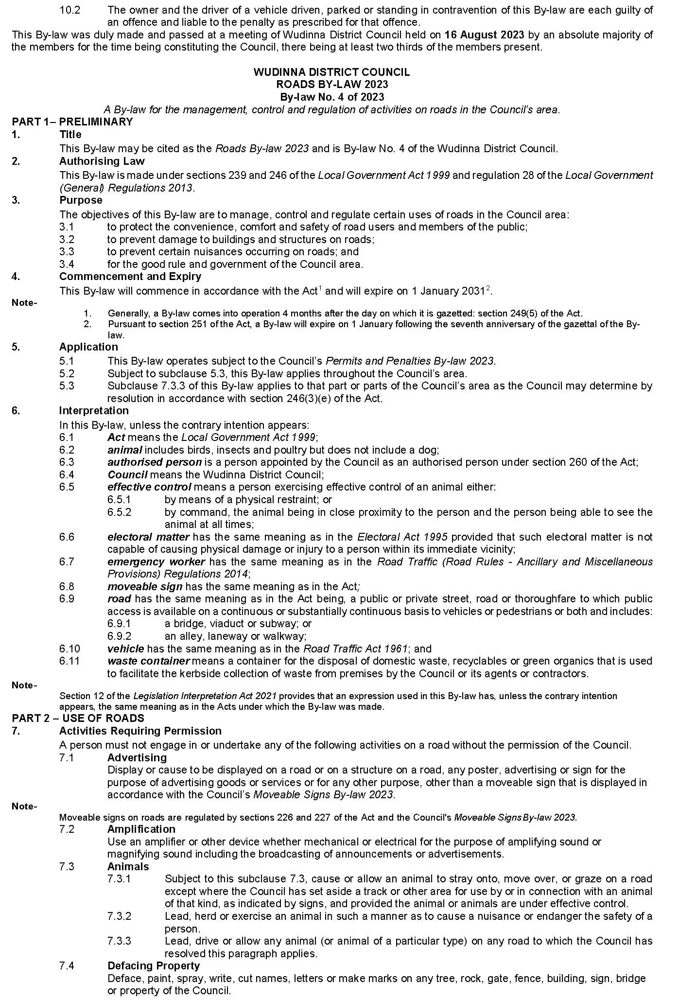 10.2 The owner and the driver of a vehicle driven, parked or standing in contravention of this By-law are each guilty of
an offence and liable to the penalty as prescribed for that offence.
This By-law was duly made and passed at a meeting of Wudinna District Council held on 16 August 2023 by an absolute majority of
the members for the time being constituting the Council, there being at least two thirds of the members present.
WUDINNA DISTRICT COUNCIL
ROADS BY-LAW 2023
By-law No. 4 of 2023
A By-law for the management, control and regulation of activities on roads in the Council's area.
PART 1– PRELIMINARY
1. Title
This By-law may be cited as the Roads By-law 2023 and is By-law No. 4 of the Wudinna District Council.
2. Authorising Law
This By-law is made under sections 239 and 246 of the Local Government Act 1999 and regulation 28 of the Local Government
(General) Regulations 2013.
3. Purpose
The objectives of this By-law are to manage, control and regulate certain uses of roads in the Council area:
3.1 to protect the convenience, comfort and safety of road users and members of the public;
3.2 to prevent damage to buildings and structures on roads;
3.3 to prevent certain nuisances occurring on roads; and
3.4 for the good rule and government of the Council area.
4. Commencement and Expiry
This By-law will commence in accordance with the Act1 and will expire on 1 January 20312.
Note-
1. Generally, a By-law comes into operation 4 months after the day on which it is gazetted: section 249(5) of the Act.
2. Pursuant to section 251 of the Act, a By-law will expire on 1 January following the seventh anniversary of the gazettal of the By-
law.
5. Application
5.1 This By-law operates subject to the Council's Permits and Penalties By-law 2023.
5.2 Subject to subclause 5.3, this By-law applies throughout the Council's area.
5.3 Subclause 7.3.3 of this By-law applies to that part or parts of the Council's area as the Council may determine by
resolution in accordance with section 246(3)(e) of the Act.
6. Interpretation
In this By-law, unless the contrary intention appears:
6.1 Act means the Local Government Act 1999;
6.2 animal includes birds, insects and poultry but does not include a dog;
6.3 authorised person is a person appointed by the Council as an authorised person under section 260 of the Act;
6.4 Council means the Wudinna District Council;
6.5 effective control means a person exercising effective control of an animal either:
6.5.1 by means of a physical restraint; or
6.5.2 by command, the animal being in close proximity to the person and the person being able to see the
animal at all times;
6.6 electoral matter has the same meaning as in the Electoral Act 1995 provided that such electoral matter is not
capable of causing physical damage or injury to a person within its immediate vicinity;
6.7 emergency worker has the same meaning as in the Road Traffic (Road Rules - Ancillary and Miscellaneous
Provisions) Regulations 2014;
6.8 moveable sign has the same meaning as in the Act;
6.9 road has the same meaning as in the Act being, a public or private street, road or thoroughfare to which public
access is available on a continuous or substantially continuous basis to vehicles or pedestrians or both and includes:
6.9.1 a bridge, viaduct or subway; or
6.9.2 an alley, laneway or walkway;
6.10 vehicle has the same meaning as in the Road Traffic Act 1961; and
6.11 waste container means a container for the disposal of domestic waste, recyclables or green organics that is used
to facilitate the kerbside collection of waste from premises by the Council or its agents or contractors.
Note-
Section 12 of the Legislation Interpretation Act 2021 provides that an expression used in this By-law has, unless the contrary intention
appears, the same meaning as in the Acts under which the By-law was made.
PART 2 – USE OF ROADS
7. Activities Requiring Permission
A person must not engage in or undertake any of the following activities on a road without the permission of the Council.
7.1 Advertising
Display or cause to be displayed on a road or on a structure on a road, any poster, advertising or sign for the
purpose of advertising goods or services or for any other purpose, other than a moveable sign that is displayed in
accordance with the Council's Moveable Signs By-law 2023.
Note-
Moveable signs on roads are regulated by sections 226 and 227 of the Act and the Council's Moveable Signs By-law 2023.
7.2 Amplification
Use an amplifier or other device whether mechanical or electrical for the purpose of amplifying sound or
magnifying sound including the broadcasting of announcements or advertisements.
7.3 Animals
7.3.1 Subject to this subclause 7.3, cause or allow an animal to stray onto, move over, or graze on a road
except where the Council has set aside a track or other area for use by or in connection with an animal
of that kind, as indicated by signs, and provided the animal or animals are under effective control.
7.3.2 Lead, herd or exercise an animal in such a manner as to cause a nuisance or endanger the safety of a
person.
7.3.3 Lead, drive or allow any animal (or animal of a particular type) on any road to which the Council has
resolved this paragraph applies.
7.4 Defacing Property
Deface, paint, spray, write, cut names, letters or make marks on any tree, rock, gate, fence, building, sign, bridge
or property of the Council.